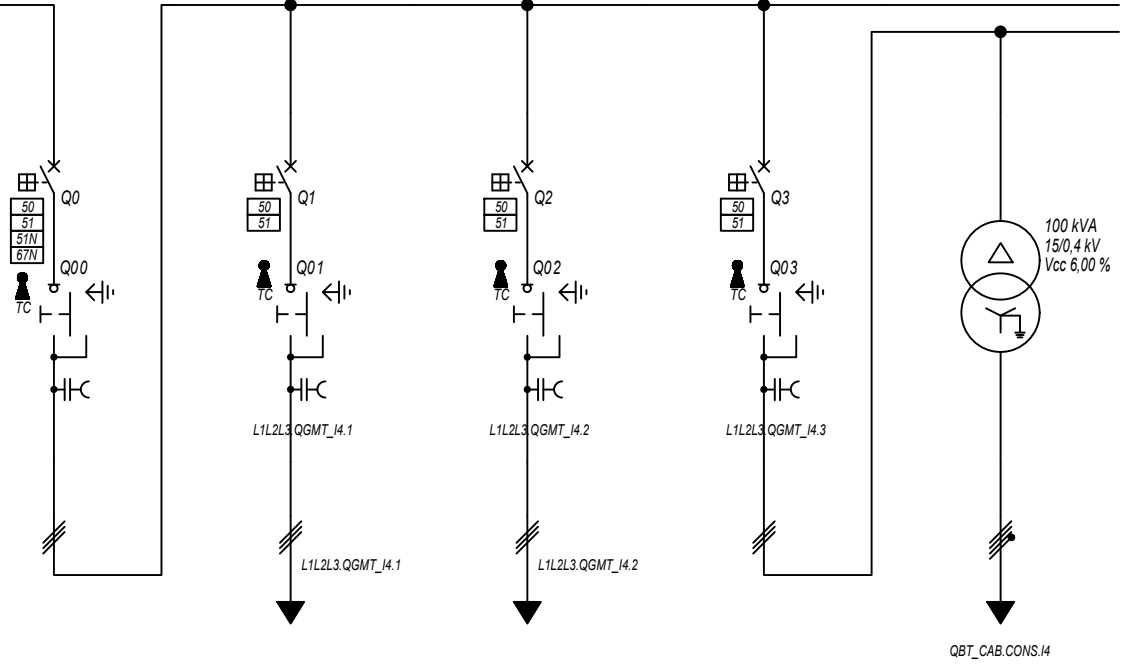 Q0
50
51
51N
67N
Q00
TC
Q1
50
51
Q01
TC
L1L2L3.QGMT_I4.1
L1L2L3.QGMT_I4.1
Q2
50
51
Q02
TC
L1L2L3.QGMT_I4.2
L1L2L3.QGMT_I4.2
Q3
50
51
Q03
TC
L1L2L3.QGMT_I4.3
100 kVA
15/0,4 kV
Vcc 6,00 %
QBT_CAB.CONS.I4